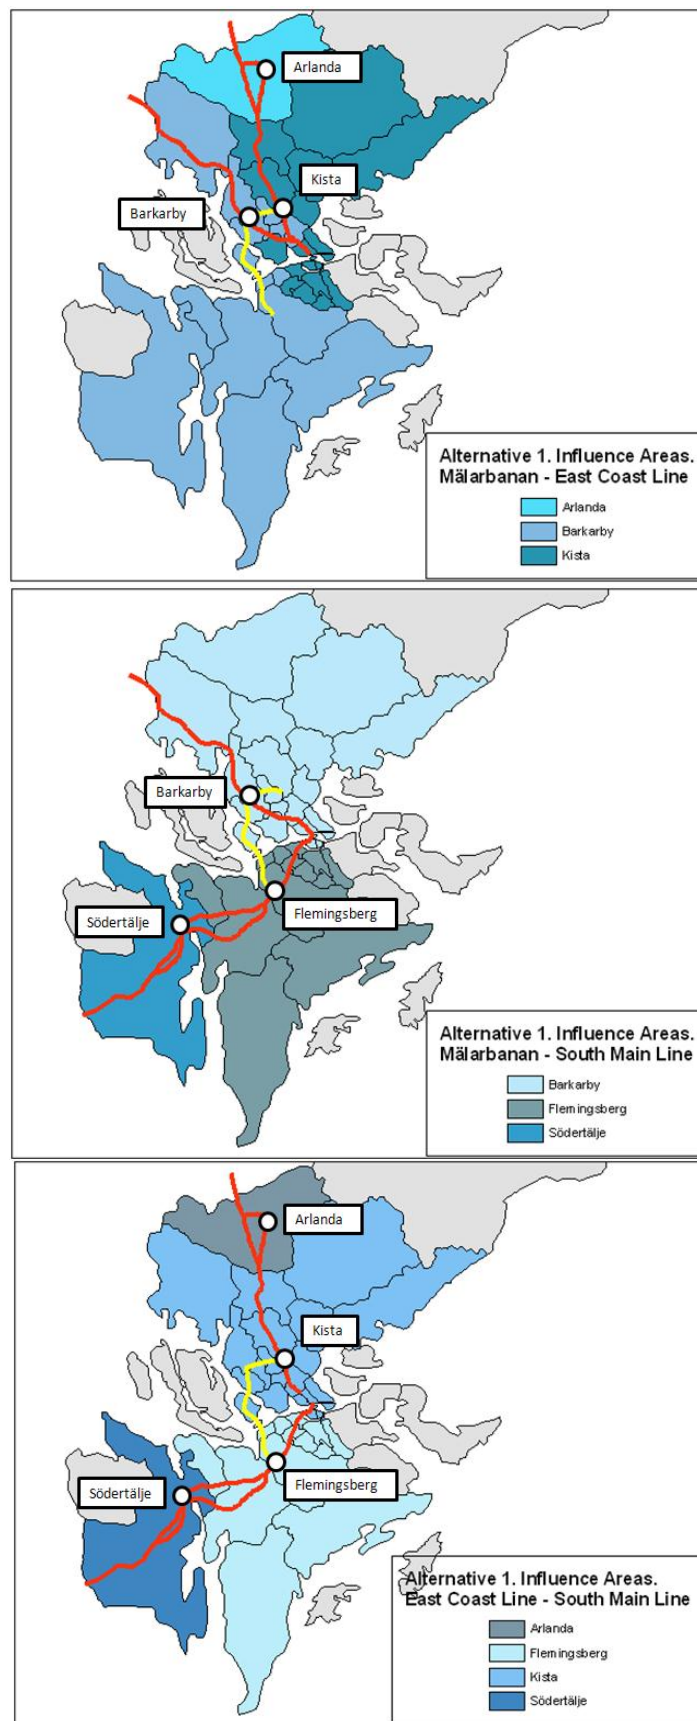 Arlanda
Kista
Barkarby
Alternative 1. Influence Areas.
Mälarbanan - East Coast Line
Arlanda
Barkarby
Kista
Barkarby
Flemingsberg
Södertälje
Alternative 1. Influence Areas.
Mälarbanan - South Main Line
Barkarby
Flemingsberg
Södertälje
Arlanda
Kista
Södertälje
Flemingsberg
Alternative 1. Influence Areas.
East Coast Line - South Main Line
Arlanda
Flemingsberg
Kista
Södertälje